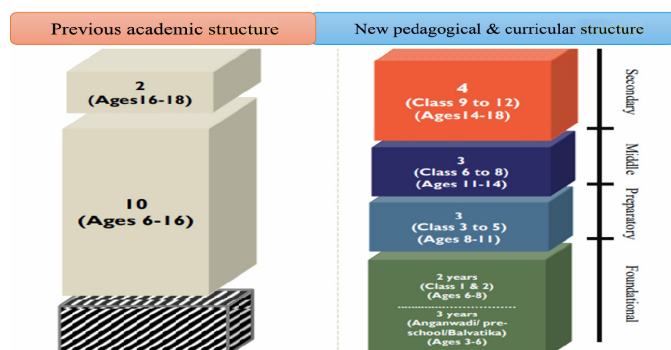 Previous academic structure
New pedagogical & curricular structure
2
(Ages16-18)
10
(Ages 6-16)
4
(Class 9 to 12)
(Ages14-18)
3
(Class 6 to 8)
(Ages 11-14)
3
(Class 3 to 5)
(Ages 8-11)
2 years
(Class 1 & 2)
(Ages 6-8)
3 years
(Anganwadi/ pre-
school/Balvatika)
(Ages 3-6)
Secondary
Middle
Preparatory
Foundational